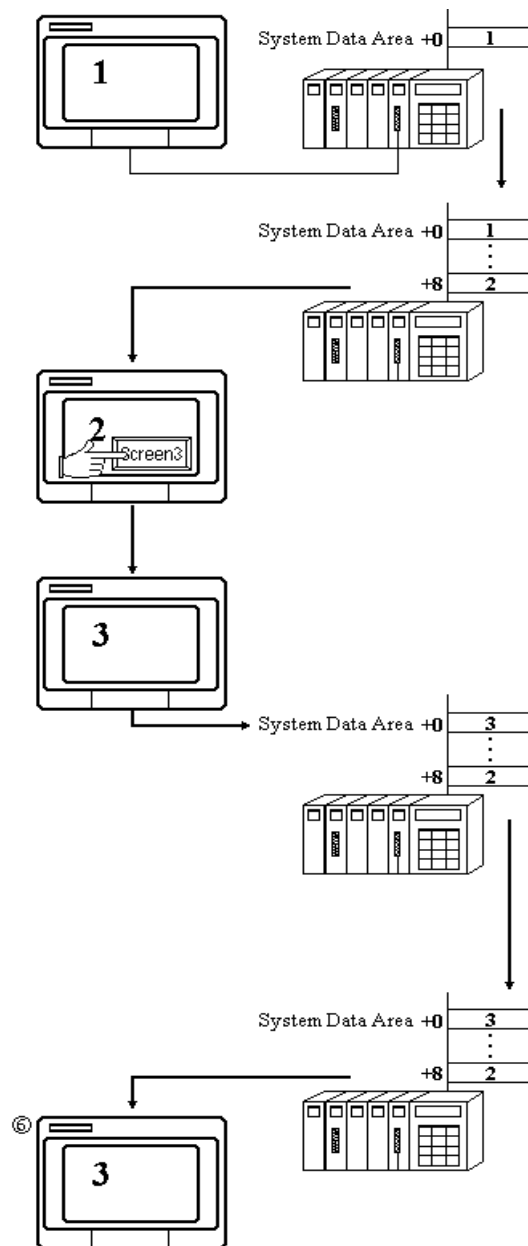 System Data Area +0 1
1
System Data Area +0 1
⋮
+8 2
2
Screen3
3
System Data Area +0 3
⋮
+8 2
System Data Area +0 3
⋮
+8 2
⑥
3